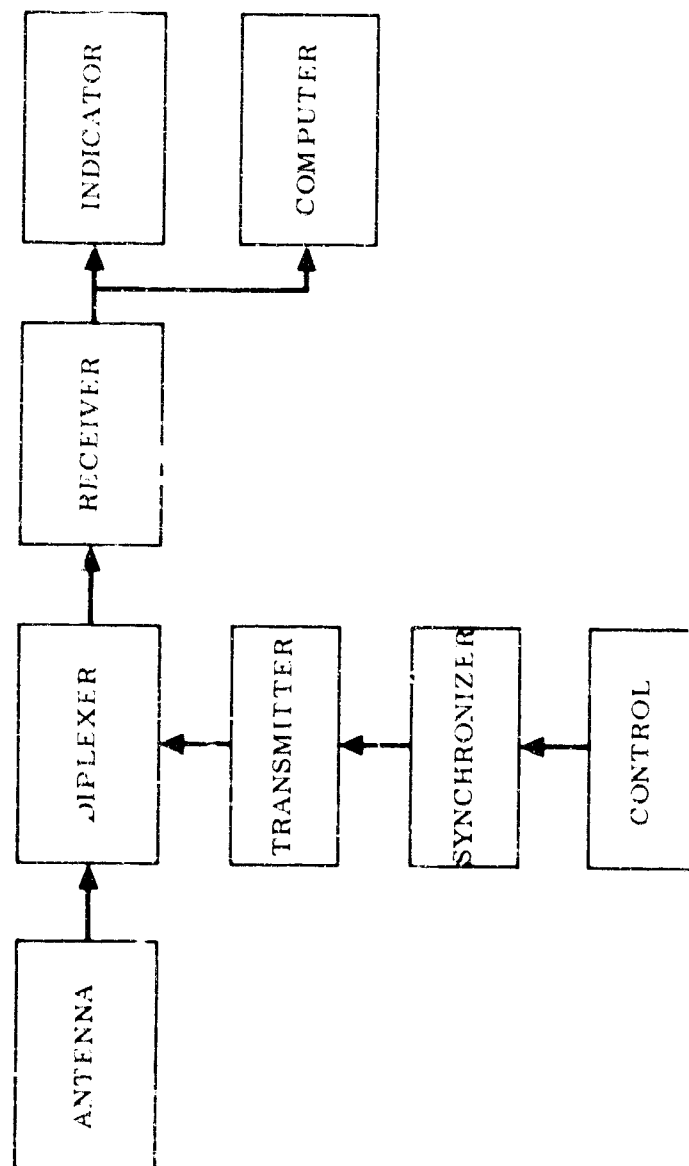 ANTENNA
DIPLEXER
RECEIVER
INDICATOR
TRANSMITTER
COMPUTER
SYNCHRONIZER
CONTROL